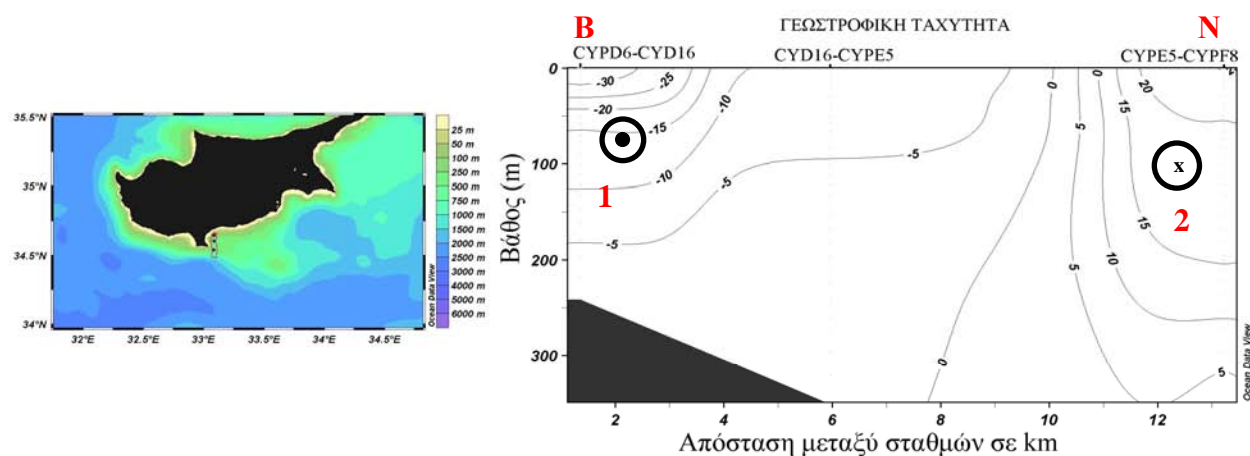 35.5°N
35°N
34.5°N
34°N
32°E
32.5°E
33°E
33.5°E
34°E
34.5°E
25 m
50 m
100 m
250 m
500 m
750 m
1000 m
1500 m
2000 m
3000 m
4000 m
5000 m
6000 m
Ocean Data View
B
ΓΕΩΣΤΡΟΦΙΚΗ ΤΑΧΥΤΗΤΑ
N
CYPD6-CYD16
CYD16-CYPE5
CYPE5-CYPF8
0
100
200
300
Βάθος (m)
-30
-25
-20
-15
-10
-10
-5
-5
-5
0
0
0
0
5
5
5
10
15
15
15
20
5
1
x
2
2
4
6
8
10
12
Απόσταση μεταξύ σταθμών σε km
Ocean Data View